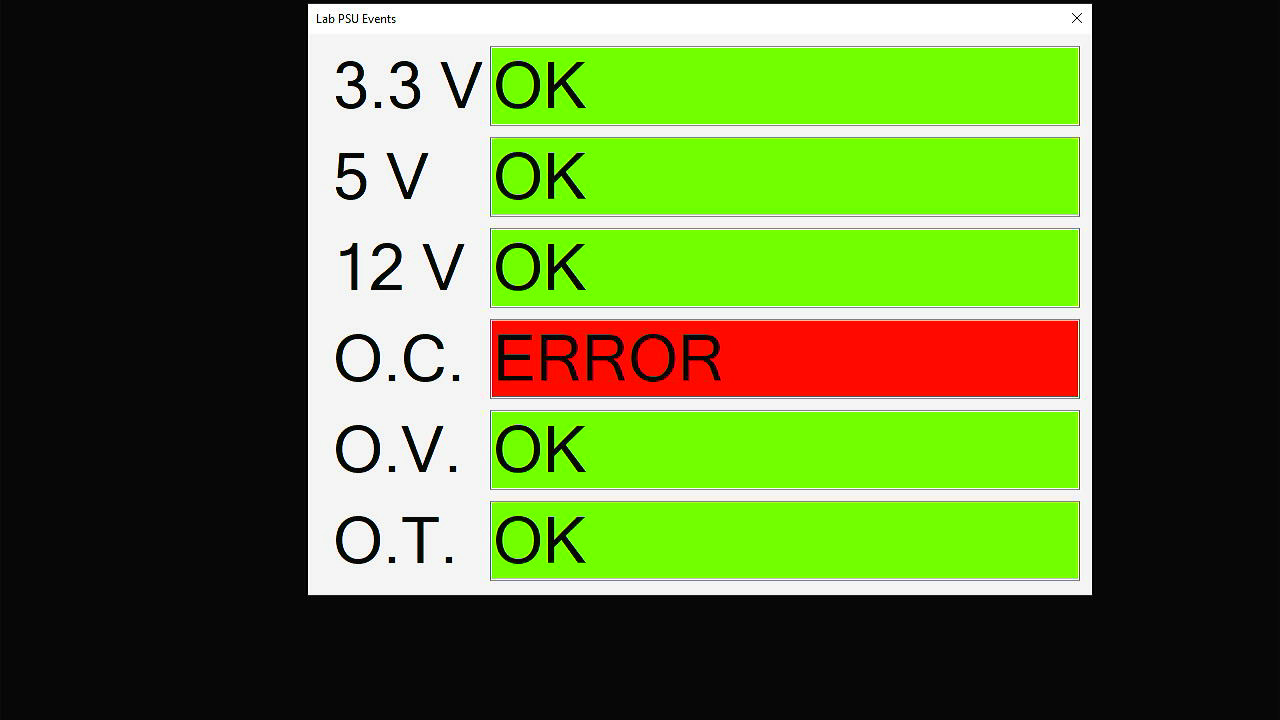 Lab PSU Events
3.3 V OK
5 V OK
12 V OK
O.C. ERROR
O.V. OK
O.T. OK